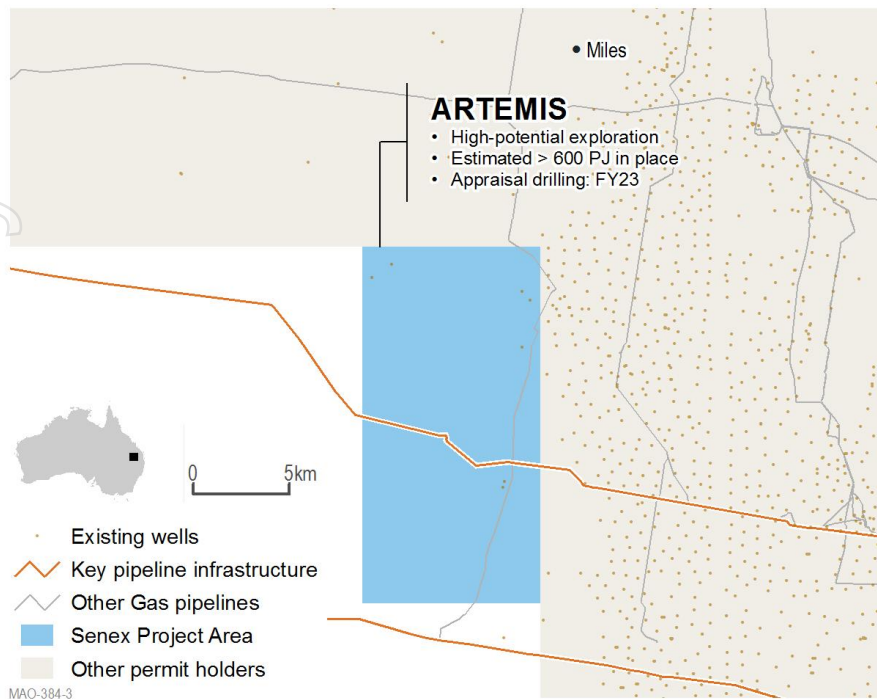 Miles
ARTEMIS
• High-potential exploration
• Estimated > 600 PJ in place
• Appraisal drilling: FY23
0 5km
Existing wells
Key pipeline infrastructure
Other Gas pipelines
Senex Project Area
Other permit holders
MAO-384-3